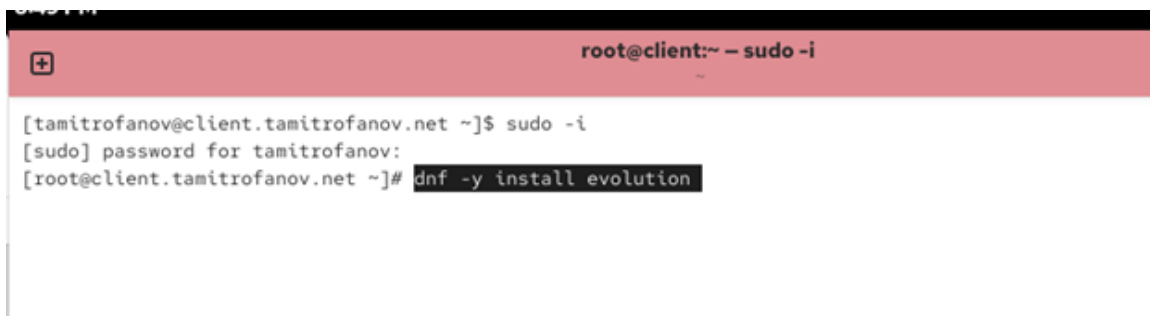 root@client:~ — sudo -i
~
[tamitrofanov@client.tamitrofanov.net ~]$ sudo -i
[sudo] password for tamitrofanov:
[root@client.tamitrofanov.net ~]# dnf -y install evolution